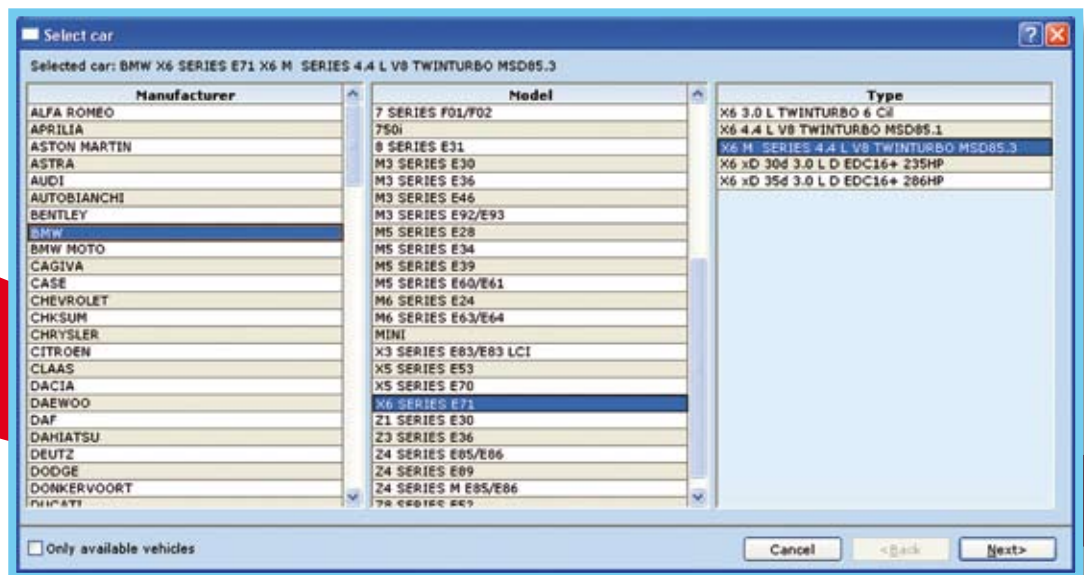 Select car
Selected car: BMW X6 SERIES E71 X6 M  SERIES 4.4 L V8 TWINTURBO MSD85.3
Manufacturer
ALFA ROMEO
APRILIA
ASTON MARTIN
ASTRA
AUDI
AUTOBIANCHI
BENTLEY
BMW
BMW MOTO
CAGIVA
CASE
CHEVROLET
CHKSUM
CHRYSLER
CITROEN
CLAAS
DACIA
DAEWOO
DAF
DAHIATSU
DEUTZ
DODGE
DONKERVOORT
DUCATI
Model
7 SERIES F01/F02
750i
8 SERIES E31
M3 SERIES E30
M3 SERIES E36
M3 SERIES E46
M3 SERIES E92/E93
M5 SERIES E28
M5 SERIES E34
M5 SERIES E39
M5 SERIES E60/E61
M6 SERIES E24
M6 SERIES E63/E64
MINI
X3 SERIES E83/E83 LCI
X5 SERIES E53
X5 SERIES E70
X6 SERIES E71
Z1 SERIES E30
Z3 SERIES E36
Z4 SERIES E85/E86
Z4 SERIES E89
Z4 SERIES M E85/E86
Z8 SERIES E52
Type
X6 3.0 L TWINTURBO 6 Cil
X6 4.4 L V8 TWINTURBO MSD85.1
X6 M  SERIES 4.4 L V8 TWINTURBO MSD85.3
X6 xD 30d 3.0 L D EDC16+ 235HP
X6 xD 35d 3.0 L D EDC16+ 286HP
Only available vehicles
Cancel
<Back
Next>